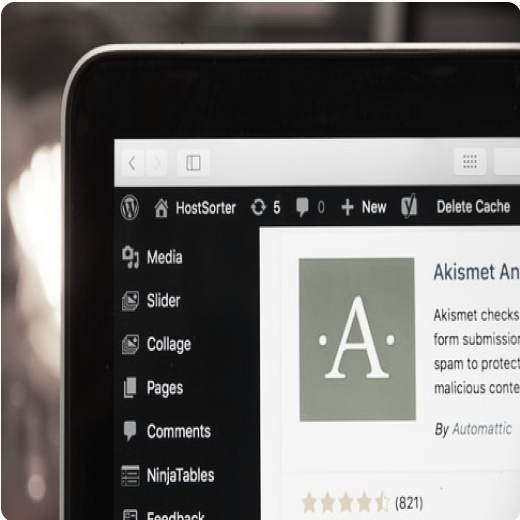 HostSorter 5 0 New Delete Cache
Media
Slider
Collage
Pages
Comments
NinjaTables
Feedback
A
Akismet An
Akismet checks
form submission
spam to protect
malicious conte
By Automattic
(821)